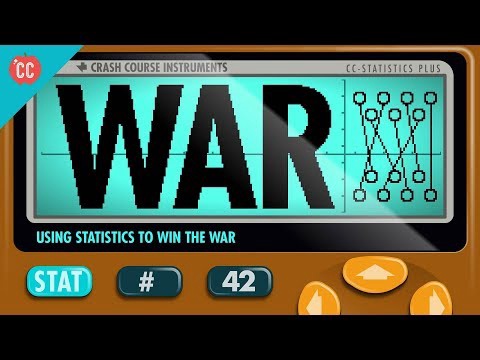 CC
CRASH COURSE INSTRUMENTS
CC-STATISTICS PLUS
WAR
USING STATISTICS TO WIN THE WAR
STAT
#
42